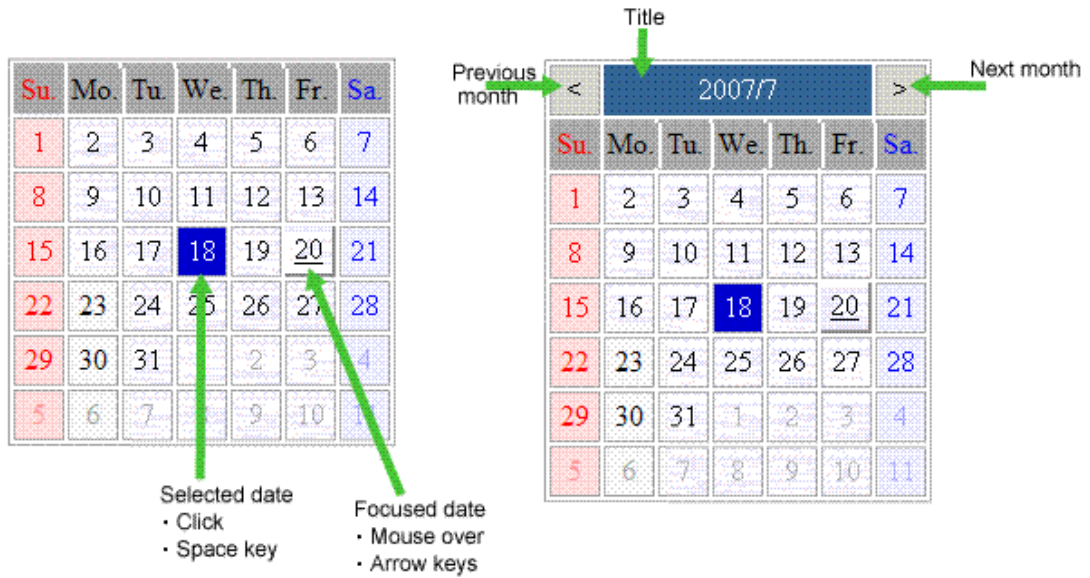 Su. Mo. Tu. We. Th. Fr. Sa.
1 2 3 4 5 6 7
8 9 10 11 12 13 14
15 16 17 18 19 20 21
22 23 24 25 26 27 28
29 30 31 2 3 4
5 6 7 8 9 10
Selected date
・Click
・Space key
Focused date
・Mouse over
・Arrow keys
Title
Previous
month
Next month
< 2007/7 >
Su. Mo. Tu. We. Th. Fr. Sa.
1 2 3 4 5 6 7
8 9 10 11 12 13 14
15 16 17 18 19 20 21
22 23 24 25 26 27 28
29 30 31 1 2 3 4
5 6 7 8 9 10 11